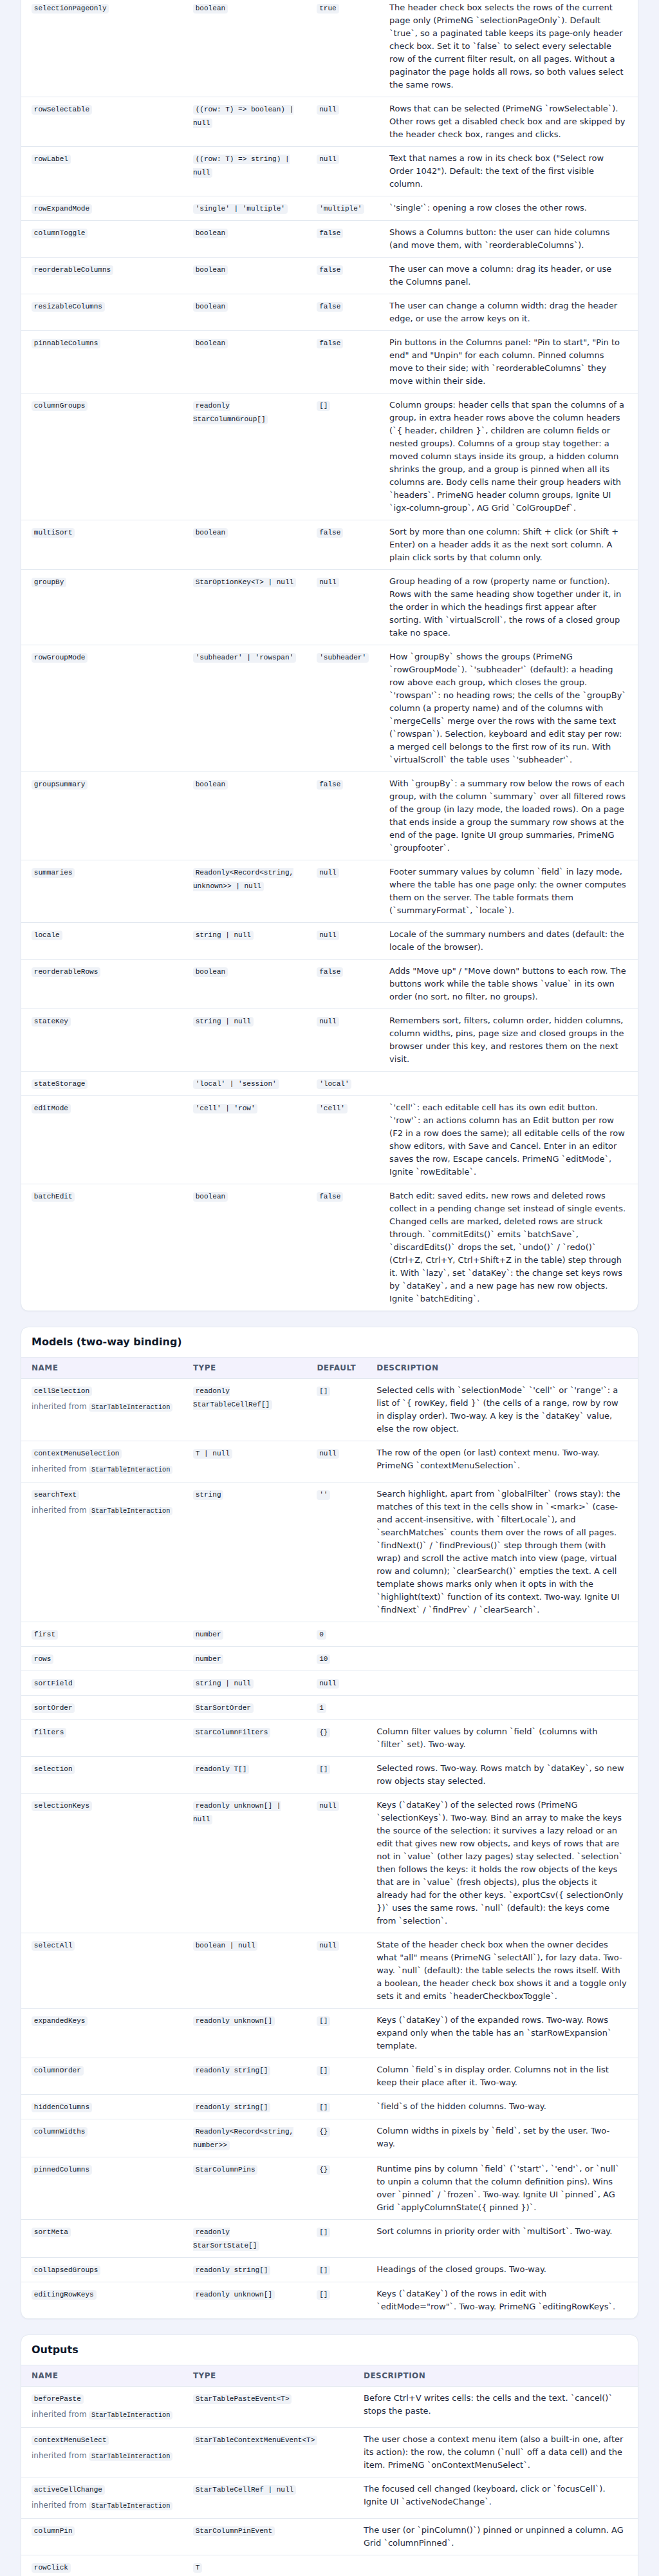 selectionPageOnly boolean true The header check box selects the rows of the current
page only (PrimeNG `selectionPageOnly`). Default
`true`, so a paginated table keeps its page-only header
check box. Set it to `false` to select every selectable
row of the current filter result, on all pages. Without a
paginator the page holds all rows, so both values select
the same rows.
rowSelectable ((row: T) => boolean) | null Rows that can be selected (PrimeNG `rowSelectable`).
null Other rows get a disabled check box and are skipped by
the header check box, ranges and clicks.
rowLabel ((row: T) => string) | null Text that names a row in its check box ("Select row
null Order 1042"). Default: the text of the first visible
column.
rowExpandMode 'single' | 'multiple' 'multiple' `'single'`: opening a row closes the other rows.
columnToggle boolean false Shows a Columns button: the user can hide columns
(and move them, with `reorderableColumns`).
reorderableColumns boolean false The user can move a column: drag its header, or use
the Columns panel.
resizableColumns boolean false The user can change a column width: drag the header
edge, or use the arrow keys on it.
pinnableColumns boolean false Pin buttons in the Columns panel: "Pin to start", "Pin to
end" and "Unpin" for each column. Pinned columns
move to their side; with `reorderableColumns` they
move within their side.
columnGroups readonly [] Column groups: header cells that span the columns of a
StarColumnGroup[] group, in extra header rows above the column headers
(`{ header, children }`, children are column fields or
nested groups). Columns of a group stay together: a
moved column stays inside its group, a hidden column
shrinks the group, and a group is pinned when all its
columns are. Body cells name their group headers with
`headers`. PrimeNG header column groups, Ignite UI
`igx-column-group`, AG Grid `ColGroupDef`.
multiSort boolean false Sort by more than one column: Shift + click (or Shift +
Enter) on a header adds it as the next sort column. A
plain click sorts by that column only.
groupBy StarOptionKey<T> | null null Group heading of a row (property name or function).
Rows with the same heading show together under it, in
the order in which the headings first appear after
sorting. With `virtualScroll`, the rows of a closed group
take no space.
rowGroupMode 'subheader' | 'rowspan' 'subheader' How `groupBy` shows the groups (PrimeNG
`rowGroupMode`). `'subheader'` (default): a heading
row above each group, which closes the group.
`'rowspan'`: no heading rows; the cells of the `groupBy`
column (a property name) and of the columns with
`mergeCells` merge over the rows with the same text
(`rowspan`). Selection, keyboard and edit stay per row:
a merged cell belongs to the first row of its run. With
`virtualScroll` the table uses `'subheader'`.
groupSummary boolean false With `groupBy`: a summary row below the rows of each
group, with the column `summary` over all filtered rows
of the group (in lazy mode, the loaded rows). On a page
that ends inside a group the summary row shows at the
end of the page. Ignite UI group summaries, PrimeNG
`groupfooter`.
summaries Readonly<Record<string, null Footer summary values by column `field` in lazy mode,
unknown>> | null where the table has one page only: the owner computes
them on the server. The table formats them
(`summaryFormat`, `locale`).
locale string | null null Locale of the summary numbers and dates (default: the
locale of the browser).
reorderableRows boolean false Adds "Move up" / "Move down" buttons to each row. The
buttons work while the table shows `value` in its own
order (no sort, no filter, no groups).
stateKey string | null null Remembers sort, filters, column order, hidden columns,
column widths, pins, page size and closed groups in the
browser under this key, and restores them on the next
visit.
stateStorage 'local' | 'session' 'local'
editMode 'cell' | 'row' 'cell' `'cell'`: each editable cell has its own edit button.
`'row'`: an actions column has an Edit button per row
(F2 in a row does the same); all editable cells of the row
show editors, with Save and Cancel. Enter in an editor
saves the row, Escape cancels. PrimeNG `editMode`,
Ignite `rowEditable`.
batchEdit boolean false Batch edit: saved edits, new rows and deleted rows
collect in a pending change set instead of single events.
Changed cells are marked, deleted rows are struck
through. `commitEdits()` emits `batchSave`,
`discardEdits()` drops the set, `undo()` / `redo()`
(Ctrl+Z, Ctrl+Y, Ctrl+Shift+Z in the table) step through
it. With `lazy`, set `dataKey`: the change set keys rows
by `dataKey`, and a new page has new row objects.
Ignite `batchEditing`.
Models (two-way binding)
NAME TYPE DEFAULT DESCRIPTION
cellSelection readonly [] Selected cells with `selectionMode` `'cell'` or `'range'`: a
inherited from StarTableInteraction StarTableCellRef[] list of `{ rowKey, field }` (the cells of a range, row by row
in display order). Two-way. A key is the `dataKey` value,
else the row object.
contextMenuSelection T | null null The row of the open (or last) context menu. Two-way.
inherited from StarTableInteraction PrimeNG `contextMenuSelection`.
searchText string '' Search highlight, apart from `globalFilter` (rows stay): the
inherited from StarTableInteraction matches of this text in the cells show in `<mark>` (case-
and accent-insensitive, with `filterLocale`), and
`searchMatches` counts them over the rows of all pages.
`findNext()` / `findPrevious()` step through them (with
wrap) and scroll the active match into view (page, virtual
row and column); `clearSearch()` empties the text. A cell
template shows marks only when it opts in with the
`highlight(text)` function of its context. Two-way. Ignite UI
`findNext` / `findPrev` / `clearSearch`.
first number 0
rows number 10
sortField string | null null
sortOrder StarSortOrder 1
filters StarColumnFilters {} Column filter values by column `field` (columns with
`filter` set). Two-way.
selection readonly T[] [] Selected rows. Two-way. Rows match by `dataKey`, so new
row objects stay selected.
selectionKeys readonly unknown[] | null Keys (`dataKey`) of the selected rows (PrimeNG
null `selectionKeys`). Two-way. Bind an array to make the keys
the source of the selection: it survives a lazy reload or an
edit that gives new row objects, and keys of rows that are
not in `value` (other lazy pages) stay selected. `selection`
then follows the keys: it holds the row objects of the keys
that are in `value` (fresh objects), plus the objects it
already had for the other keys. `exportCsv({ selectionOnly
})` uses the same rows. `null` (default): the keys come
from `selection`.
selectAll boolean | null null State of the header check box when the owner decides
what "all" means (PrimeNG `selectAll`), for lazy data. Two-
way. `null` (default): the table selects the rows itself. With
a boolean, the header check box shows it and a toggle only
sets it and emits `headerCheckboxToggle`.
expandedKeys readonly unknown[] [] Keys (`dataKey`) of the expanded rows. Two-way. Rows
expand only when the table has an `starRowExpansion`
template.
columnOrder readonly string[] [] Column `field`s in display order. Columns not in the list
keep their place after it. Two-way.
hiddenColumns readonly string[] [] `field`s of the hidden columns. Two-way.
columnWidths Readonly<Record<string, {} Column widths in pixels by `field`, set by the user. Two-
number>> way.
pinnedColumns StarColumnPins {} Runtime pins by column `field` (`'start'`, `'end'`, or `null`
to unpin a column that the column definition pins). Wins
over `pinned` / `frozen`. Two-way. Ignite UI `pinned`, AG
Grid `applyColumnState({ pinned })`.
sortMeta readonly [] Sort columns in priority order with `multiSort`. Two-way.
StarSortState[]
collapsedGroups readonly string[] [] Headings of the closed groups. Two-way.
editingRowKeys readonly unknown[] [] Keys (`dataKey`) of the rows in edit with
`editMode="row"`. Two-way. PrimeNG `editingRowKeys`.
Outputs
NAME TYPE DESCRIPTION
beforePaste StarTablePasteEvent<T> Before Ctrl+V writes cells: the cells and the text. `cancel()`
inherited from StarTableInteraction stops the paste.
contextMenuSelect StarTableContextMenuEvent<T> The user chose a context menu item (also a built-in one, after
inherited from StarTableInteraction its action): the row, the column (`null` off a data cell) and the
item. PrimeNG `onContextMenuSelect`.
activeCellChange StarTableCellRef | null The focused cell changed (keyboard, click or `focusCell`).
inherited from StarTableInteraction Ignite UI `activeNodeChange`.
columnPin StarColumnPinEvent The user (or `pinColumn()`) pinned or unpinned a column. AG
Grid `columnPinned`.
rowClick T